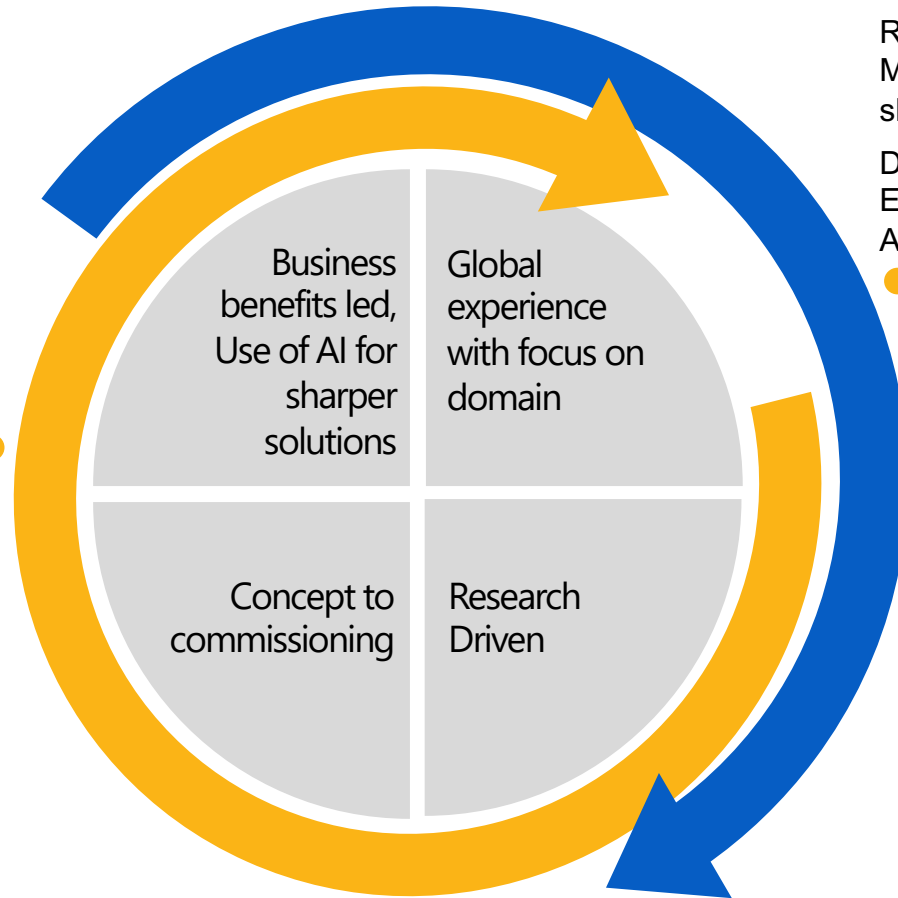 Business
benefits led,
Use of AI for
sharper
solutions
Global
experience
with focus on
domain
Concept to
commissioning
Research
Driven